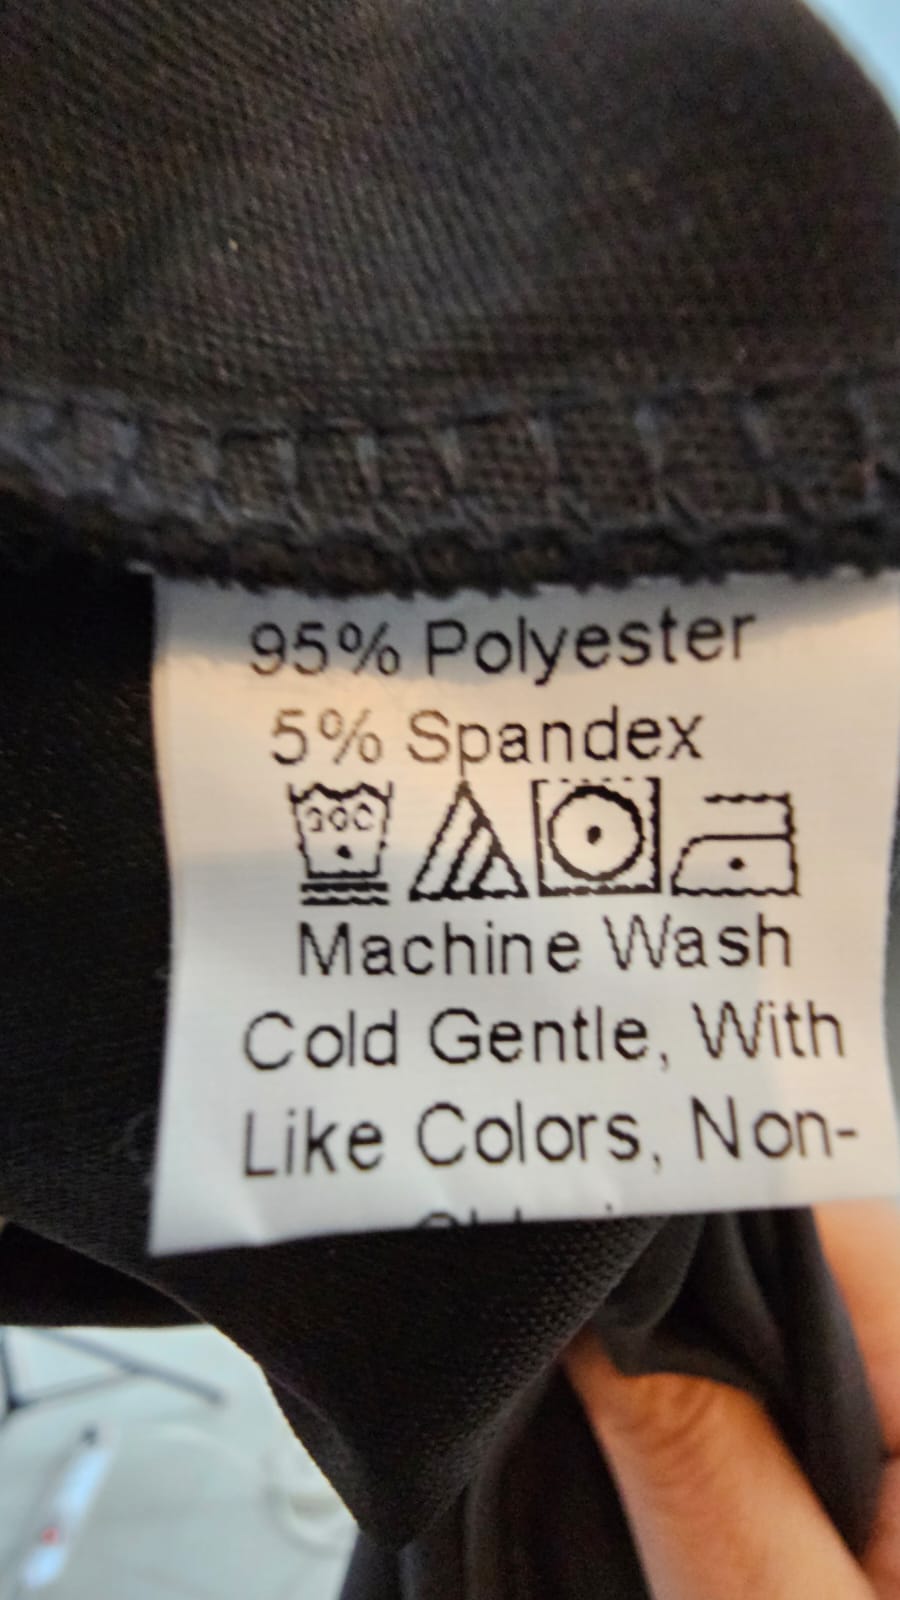 95% Polyester
5% Spandex
30C
Machine Wash
Cold Gentle, With
Like Colors, Non-